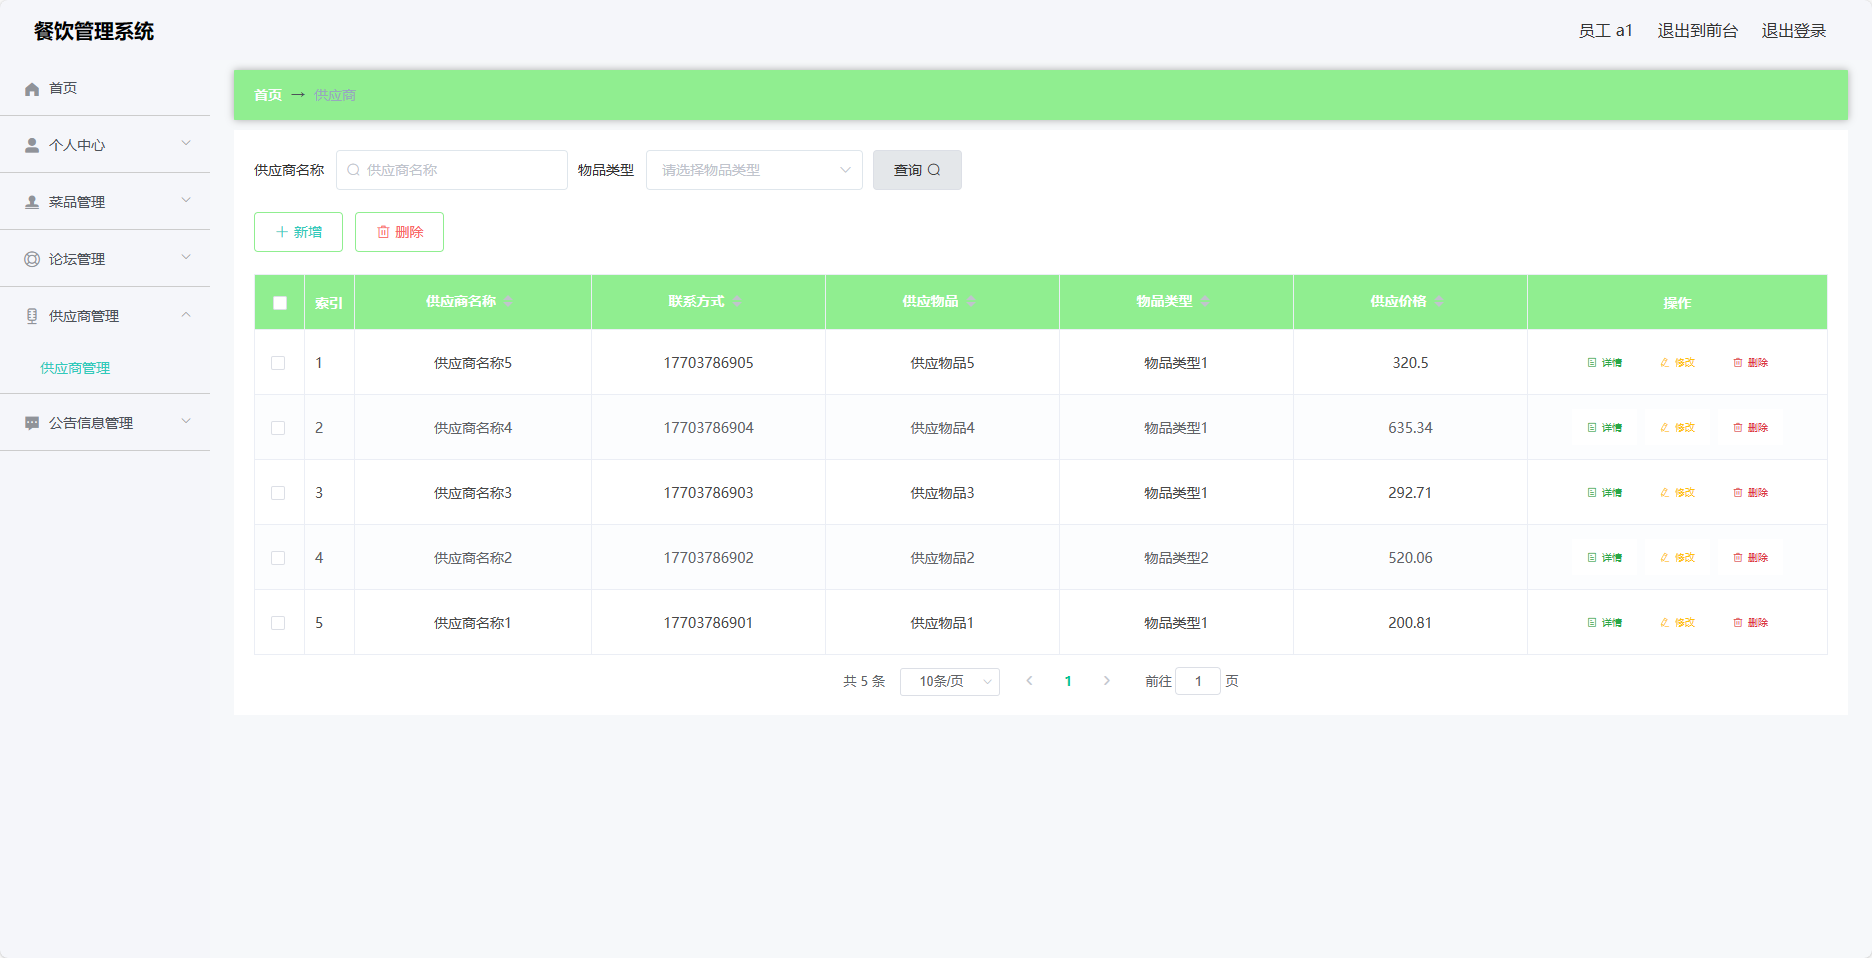 餐饮管理系统
员工 a1 退出到前台 退出登录
首页
个人中心
菜品管理
论坛管理
供应商管理
供应商管理
公告信息管理
首页 → 供应商
供应商名称 供应商名称 物品类型 请选择物品类型 查询
新增 删除
索引 供应商名称 联系方式 供应物品 物品类型 供应价格 操作
1 供应商名称5 17703786905 供应物品5 物品类型1 320.5 详情 修改 删除
2 供应商名称4 17703786904 供应物品4 物品类型1 635.34 详情 修改 删除
3 供应商名称3 17703786903 供应物品3 物品类型1 292.71 详情 修改 删除
4 供应商名称2 17703786902 供应物品2 物品类型2 520.06 详情 修改 删除
5 供应商名称1 17703786901 供应物品1 物品类型1 200.81 详情 修改 删除
共 5 条 10条/页 1 前往 1 页